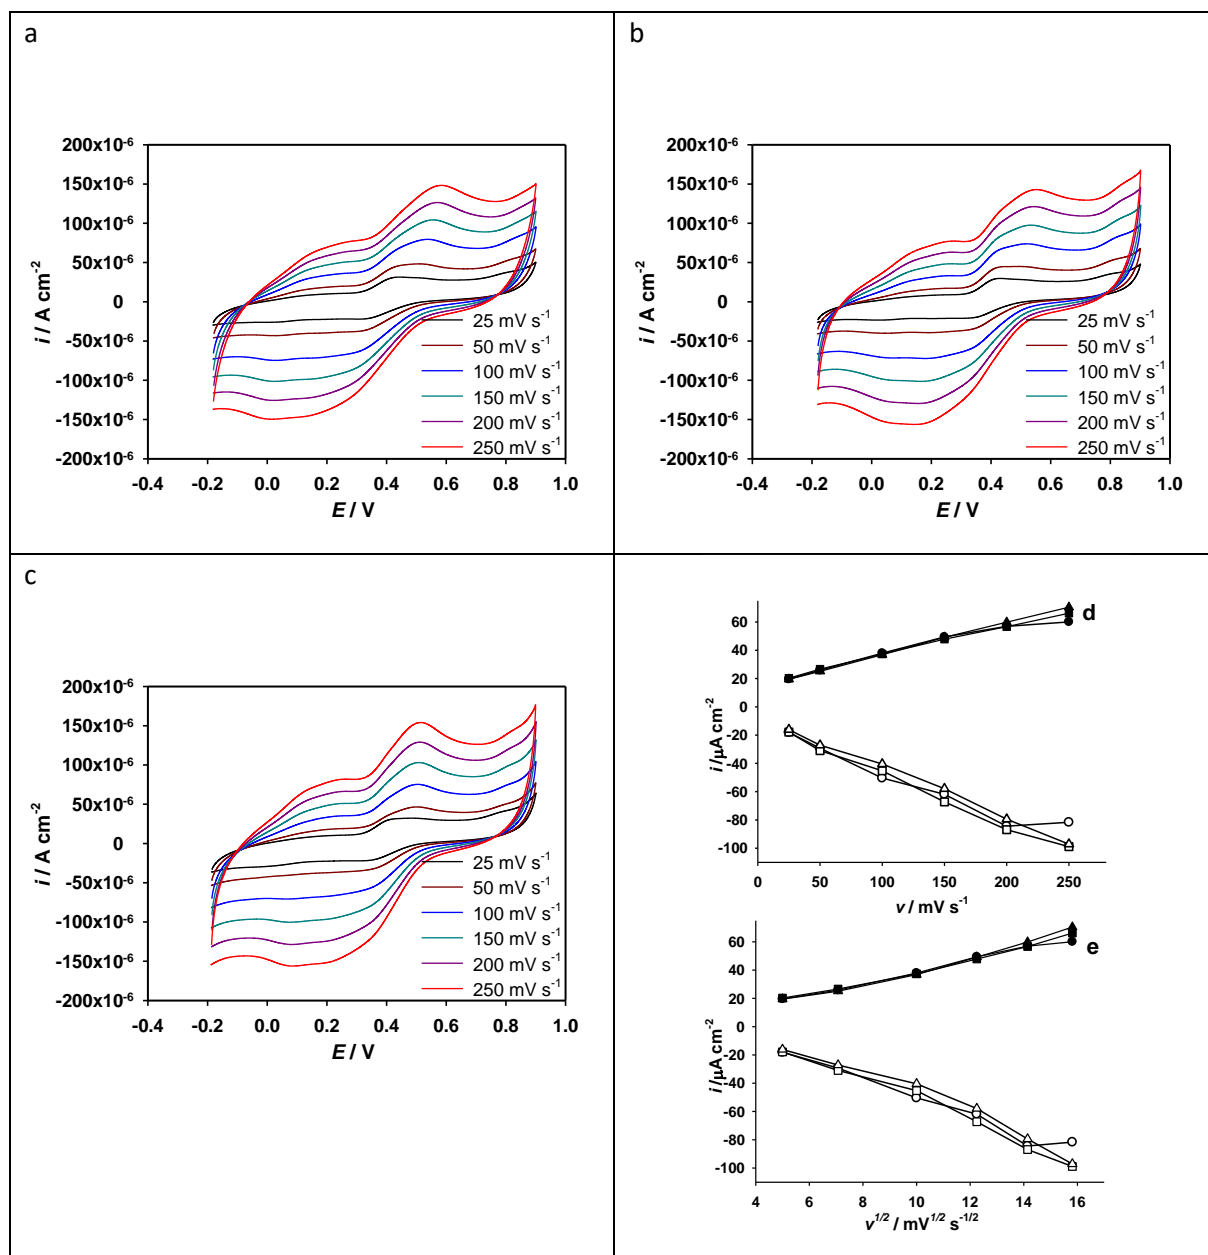 a
200x10⁻⁶
150x10⁻⁶
100x10⁻⁶
50x10⁻⁶
0
-50x10⁻⁶
-100x10⁻⁶
-150x10⁻⁶
-200x10⁻⁶
i / A cm⁻²
25 mV s⁻¹
50 mV s⁻¹
100 mV s⁻¹
150 mV s⁻¹
200 mV s⁻¹
250 mV s⁻¹
-0.4 -0.2 0.0 0.2 0.4 0.6 0.8 1.0
E / V
b
200x10⁻⁶
150x10⁻⁶
100x10⁻⁶
50x10⁻⁶
0
-50x10⁻⁶
-100x10⁻⁶
-150x10⁻⁶
-200x10⁻⁶
i / A cm⁻²
25 mV s⁻¹
50 mV s⁻¹
100 mV s⁻¹
150 mV s⁻¹
200 mV s⁻¹
250 mV s⁻¹
-0.4 -0.2 0.0 0.2 0.4 0.6 0.8 1.0
E / V
c
200x10⁻⁶
150x10⁻⁶
100x10⁻⁶
50x10⁻⁶
0
-50x10⁻⁶
-100x10⁻⁶
-150x10⁻⁶
-200x10⁻⁶
i / A cm⁻²
25 mV s⁻¹
50 mV s⁻¹
100 mV s⁻¹
150 mV s⁻¹
200 mV s⁻¹
250 mV s⁻¹
-0.4 -0.2 0.0 0.2 0.4 0.6 0.8 1.0
E / V
d
60
40
20
0
-20
-40
-60
-80
-100
i /µA cm⁻²
0 50 100 150 200 250
v / mV s⁻¹
e
60
40
20
0
-20
-40
-60
-80
-100
i /µA cm⁻²
4 6 8 10 12 14 16
v¹ᐟ² / mV¹ᐟ² s⁻¹ᐟ²